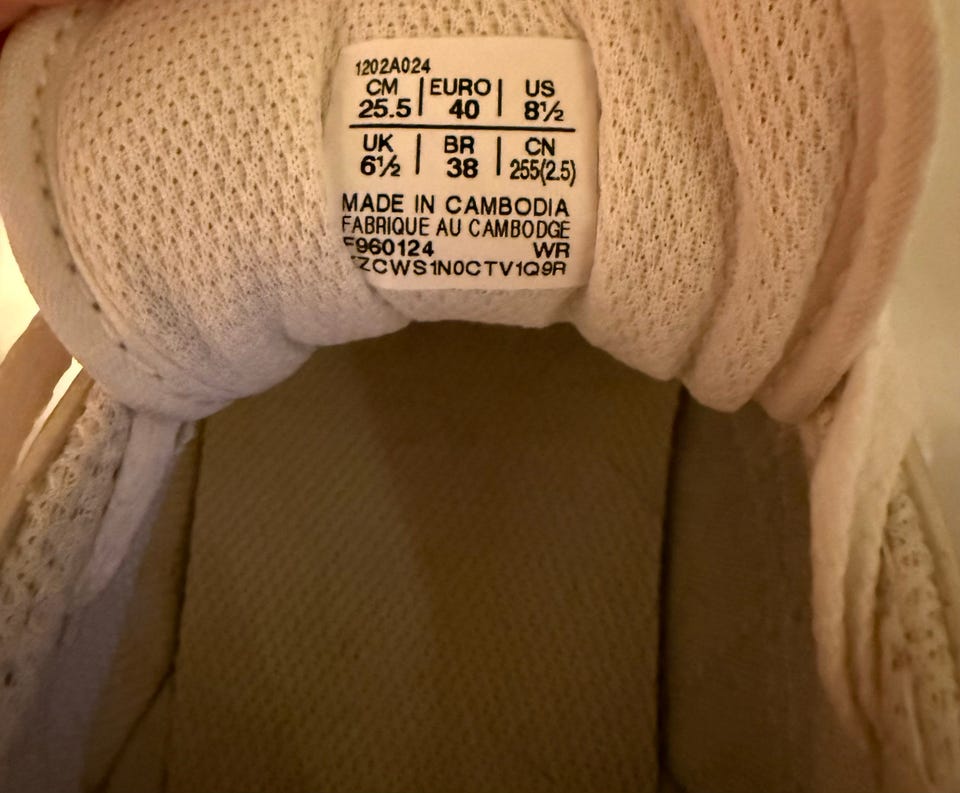 1202A024
CM | EURO | US
25.5 | 40 | 8½
UK | BR | CN
6½ | 38 | 255(2.5)
MADE IN CAMBODIA
FABRIQUE AU CAMBODGE
F960124 WR
ZCWS1N0CTV1Q9R